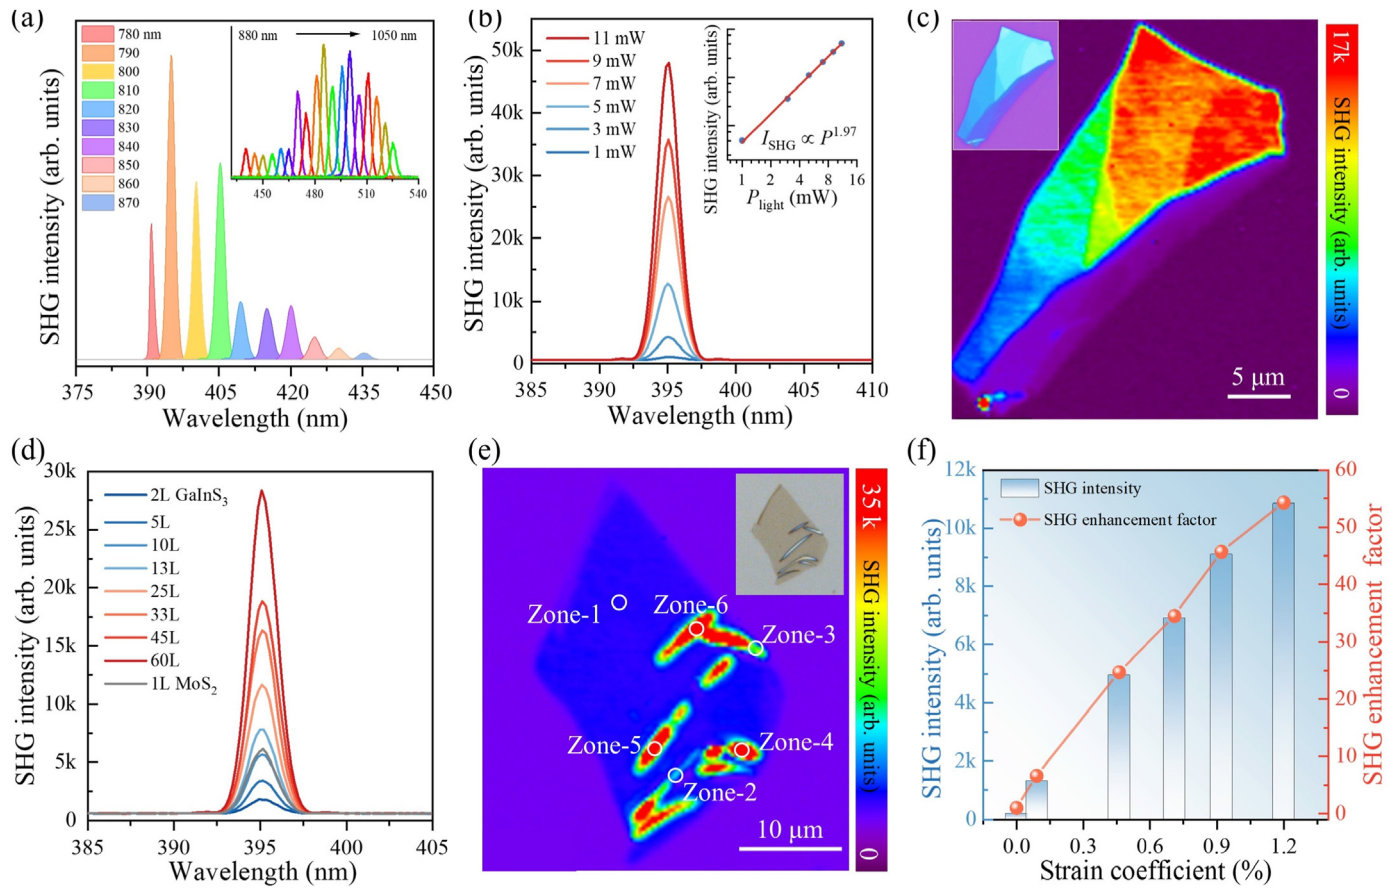 (a)
SHG intensity (arb. units)
780 nm
790
800
810
820
830
840
850
860
870
880 nm
1050 nm
450
480
510
540
375
390
405
420
435
450
Wavelength (nm)
(b)
SHG intensity (arb. units)
50k
40k
30k
20k
10k
0
11 mW
9 mW
7 mW
5 mW
3 mW
1 mW
SHG intensity (arb. units)
I_SHG ∝ P^1.97
1
2
4
8
16
P_light (mW)
385
390
395
400
405
410
Wavelength (nm)
(c)
5 μm
17k
SHG intensity (arb. units)
0
(d)
SHG intensity (arb. units)
30k
25k
20k
15k
10k
5k
0
2L GaInS₃
5L
10L
13L
25L
33L
45L
60L
1L MoS₂
385
390
395
400
405
Wavelength (nm)
(e)
Zone-1
Zone-6
Zone-3
Zone-5
Zone-4
Zone-2
10 μm
35 k
SHG intensity (arb. units)
0
(f)
SHG intensity (arb. units)
12k
10k
8k
6k
4k
2k
0
SHG intensity
SHG enhancement factor
60
50
40
30
20
10
0
SHG enhancement factor
0.0
0.3
0.6
0.9
1.2
Strain coefficient (%)